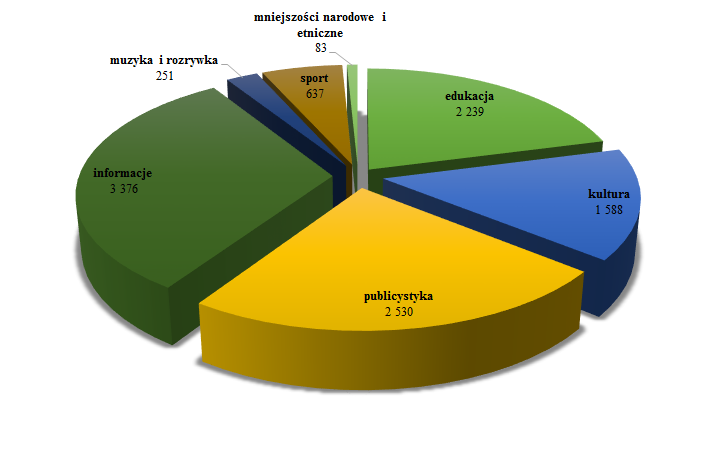 mniejszości narodowe i
etniczne
83
muzyka i rozrywka
251
sport
637
edukacja
2 239
informacje
3 376
kultura
1 588
publicystyka
2 530